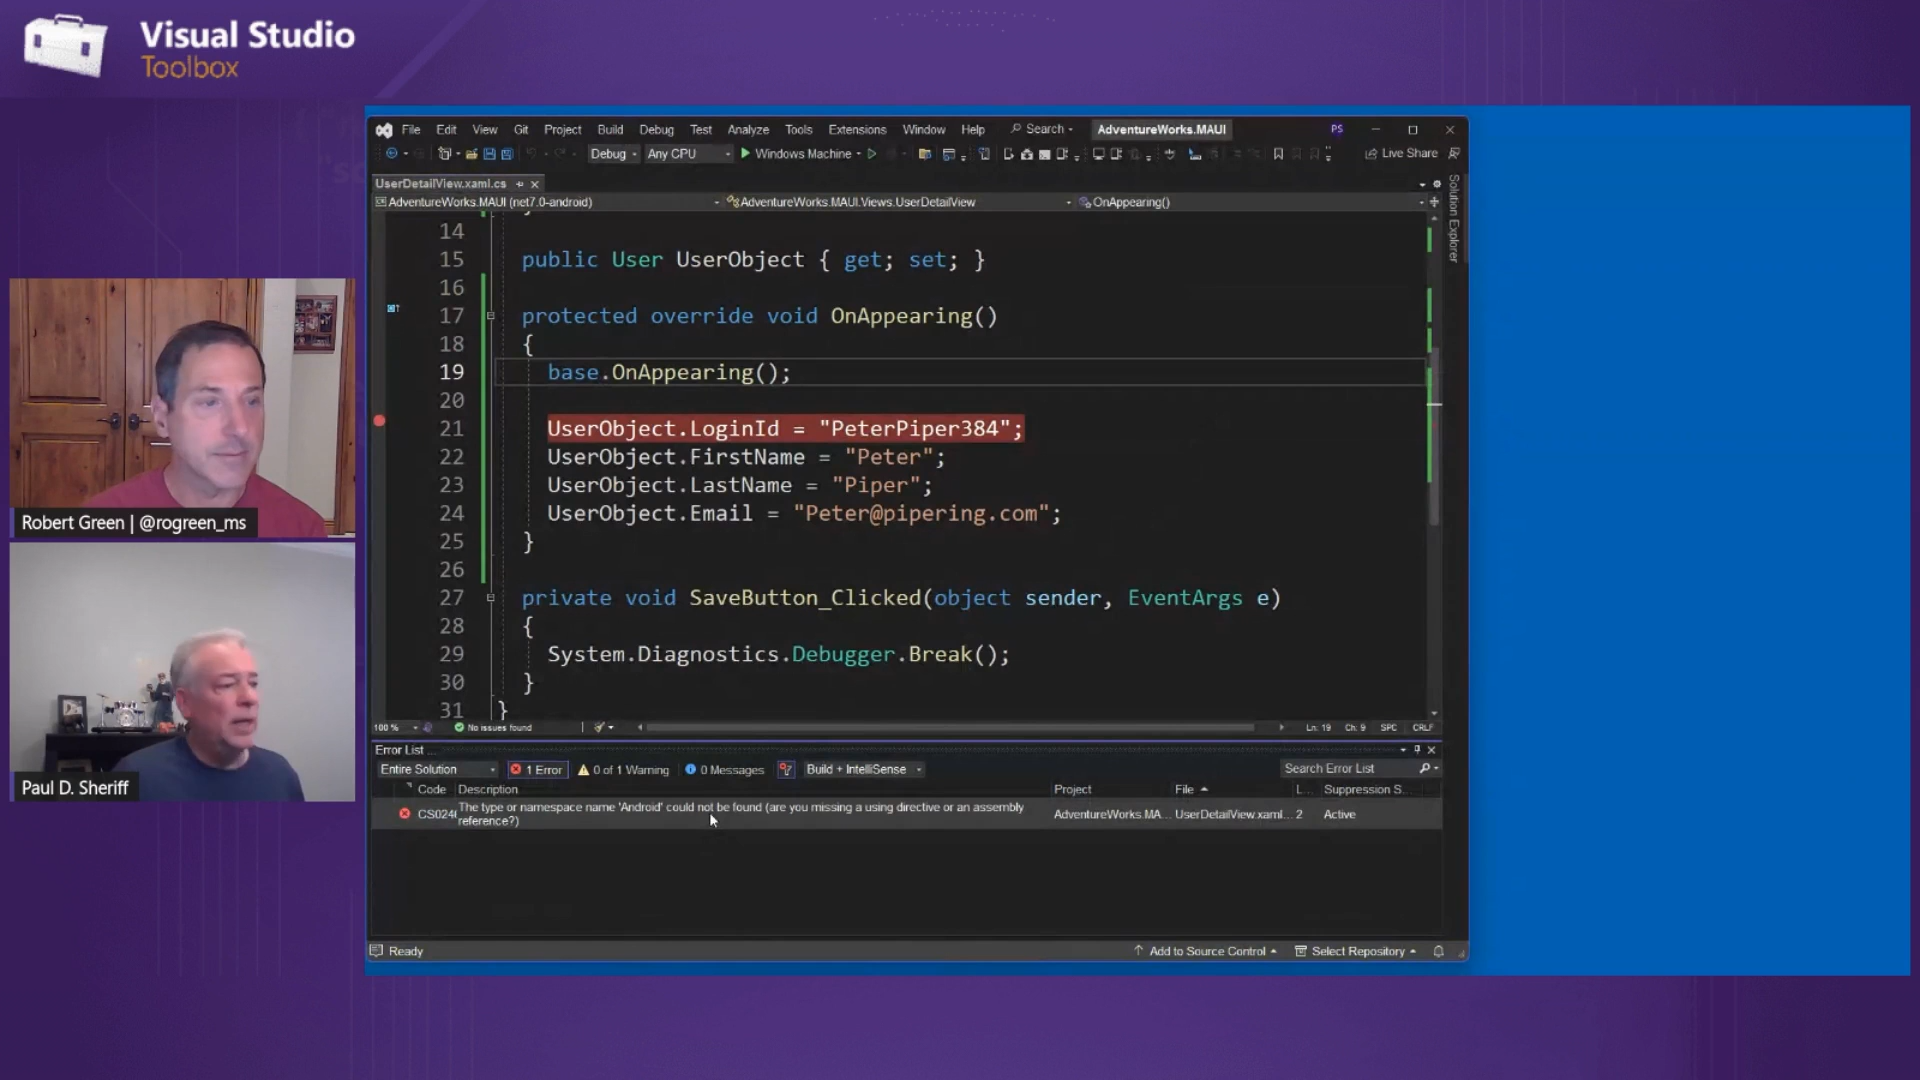 Visual Studio
Toolbox
File Edit View Git Project Build Debug Test Analyze Tools Extensions Window Help Search AdventureWorks.MAUI PS
Debug Any CPU Windows Machine Live Share
UserDetailView.xaml.cs
AdventureWorks.MAUI (net7.0-android) AdventureWorks.MAUI.Views.UserDetailView OnAppearing()
Solution Explorer
14
15 public User UserObject { get; set; }
16
17 protected override void OnAppearing()
18 {
19 base.OnAppearing();
20
21 UserObject.LoginId = "PeterPiper384";
22 UserObject.FirstName = "Peter";
23 UserObject.LastName = "Piper";
24 UserObject.Email = "Peter@pipering.com";
25 }
26
27 private void SaveButton_Clicked(object sender, EventArgs e)
28 {
29 System.Diagnostics.Debugger.Break();
30 }
31 }
100 % No issues found Ln: 19 Ch: 9 SPC CRLF
Error List ...
Entire Solution 1 Error 0 of 1 Warning 0 Messages Build + IntelliSense Search Error List
Code Description Project File L... Suppression S...
CS024 The type or namespace name 'Android' could not be found (are you missing a using directive or an assembly
reference?) AdventureWorks.MA... UserDetailView.xaml... 2 Active
Ready Add to Source Control Select Repository
Robert Green | @rogreen_ms
Paul D. Sheriff